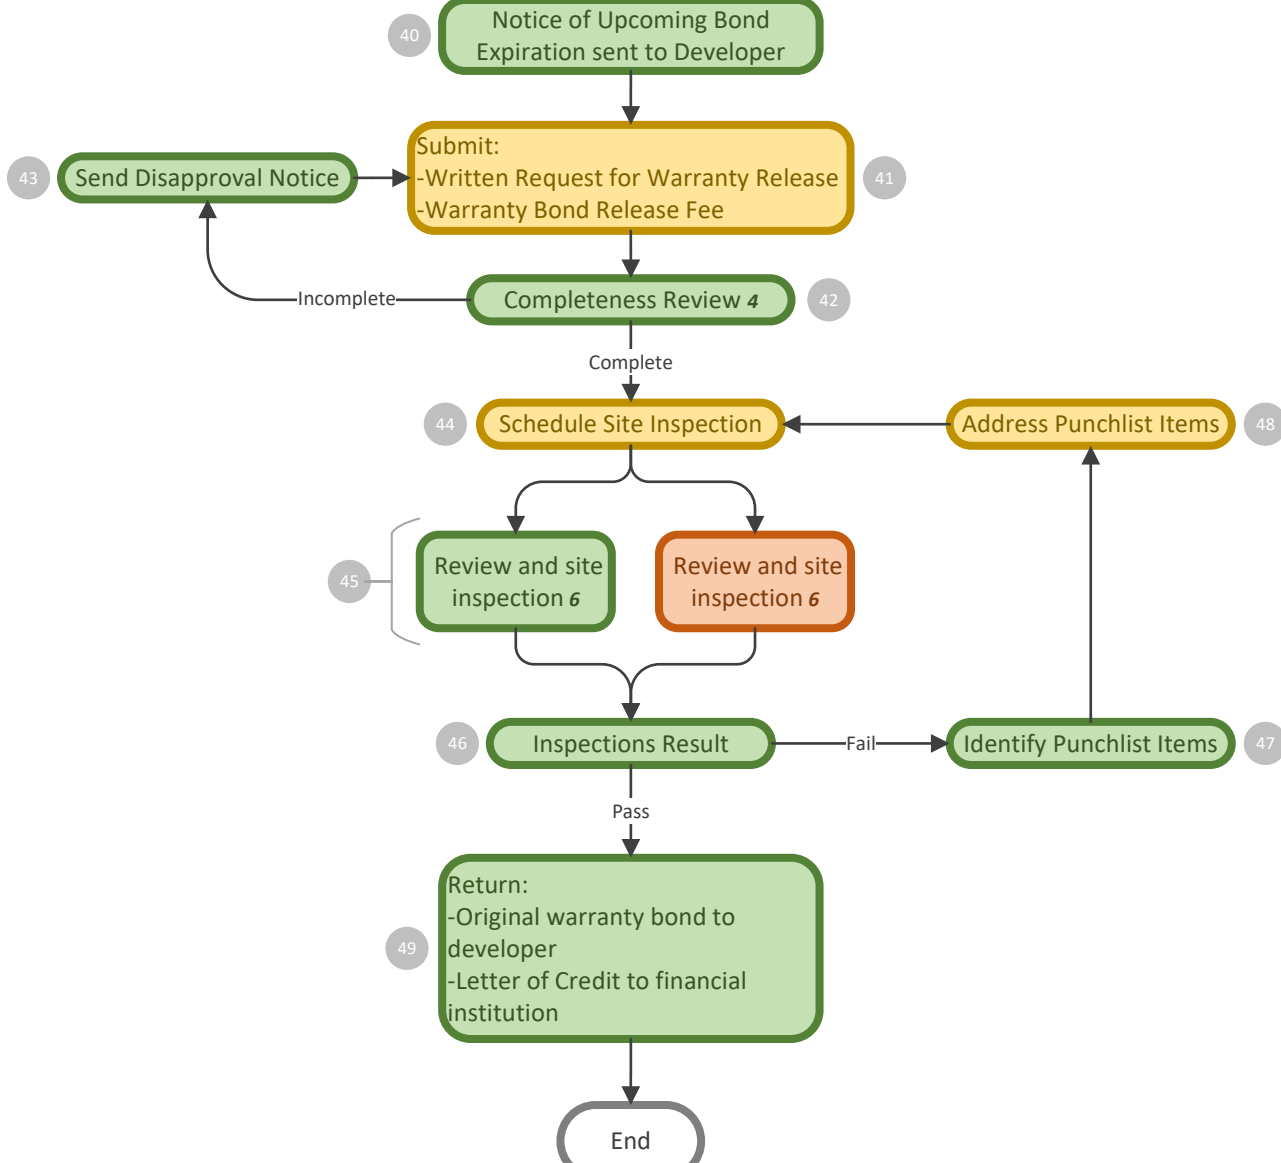 40
Notice of Upcoming Bond
Expiration sent to Developer
43
Send Disapproval Notice
Submit:
-Written Request for Warranty Release
-Warranty Bond Release Fee
41
Incomplete
Completeness Review 4
42
Complete
44
Schedule Site Inspection
Address Punchlist Items
48
45
Review and site
inspection 6
Review and site
inspection 6
46
Inspections Result
Fail
Identify Punchlist Items
47
Pass
49
Return:
-Original warranty bond to
developer
-Letter of Credit to financial
institution
End